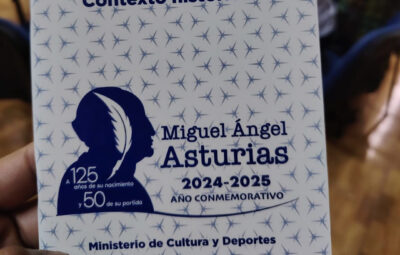 Contexto
Miguel Ángel
Asturias
2024-2025
AÑO CONMEMORATIVO
A 125
años de su nacimiento
y 50 de su partida
Ministerio de Cultura y Deportes